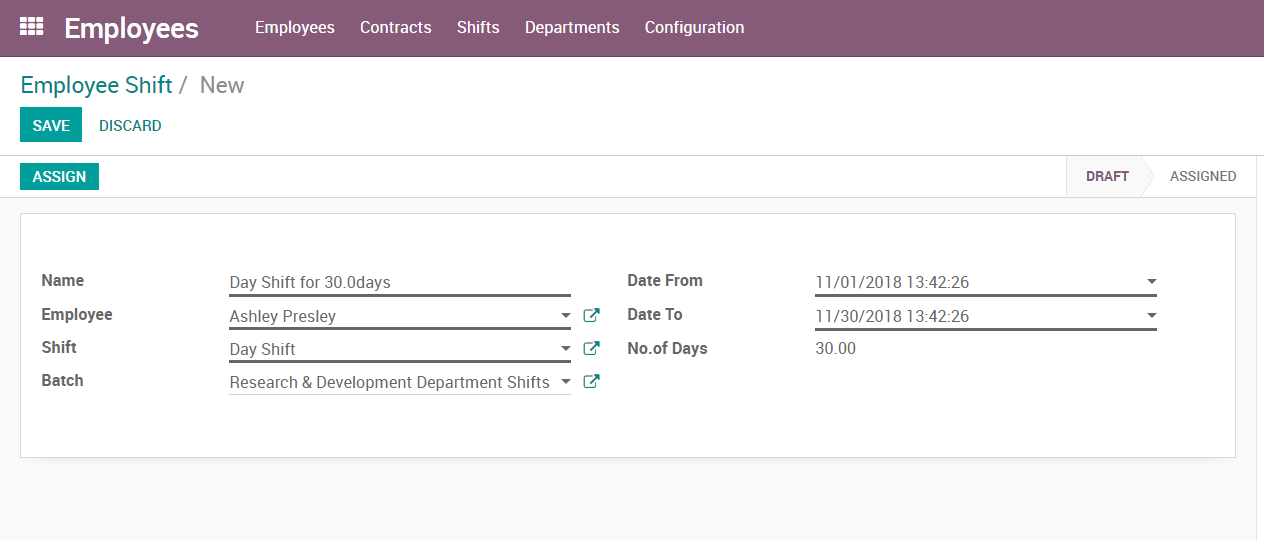 Employees Employees Contracts Shifts Departments Configuration
Employee Shift / New
SAVE DISCARD
ASSIGN DRAFT ASSIGNED
Name Day Shift for 30.0days Date From 11/01/2018 13:42:26
Employee Ashley Presley Date To 11/30/2018 13:42:26
Shift Day Shift No.of Days 30.00
Batch Research & Development Department Shifts